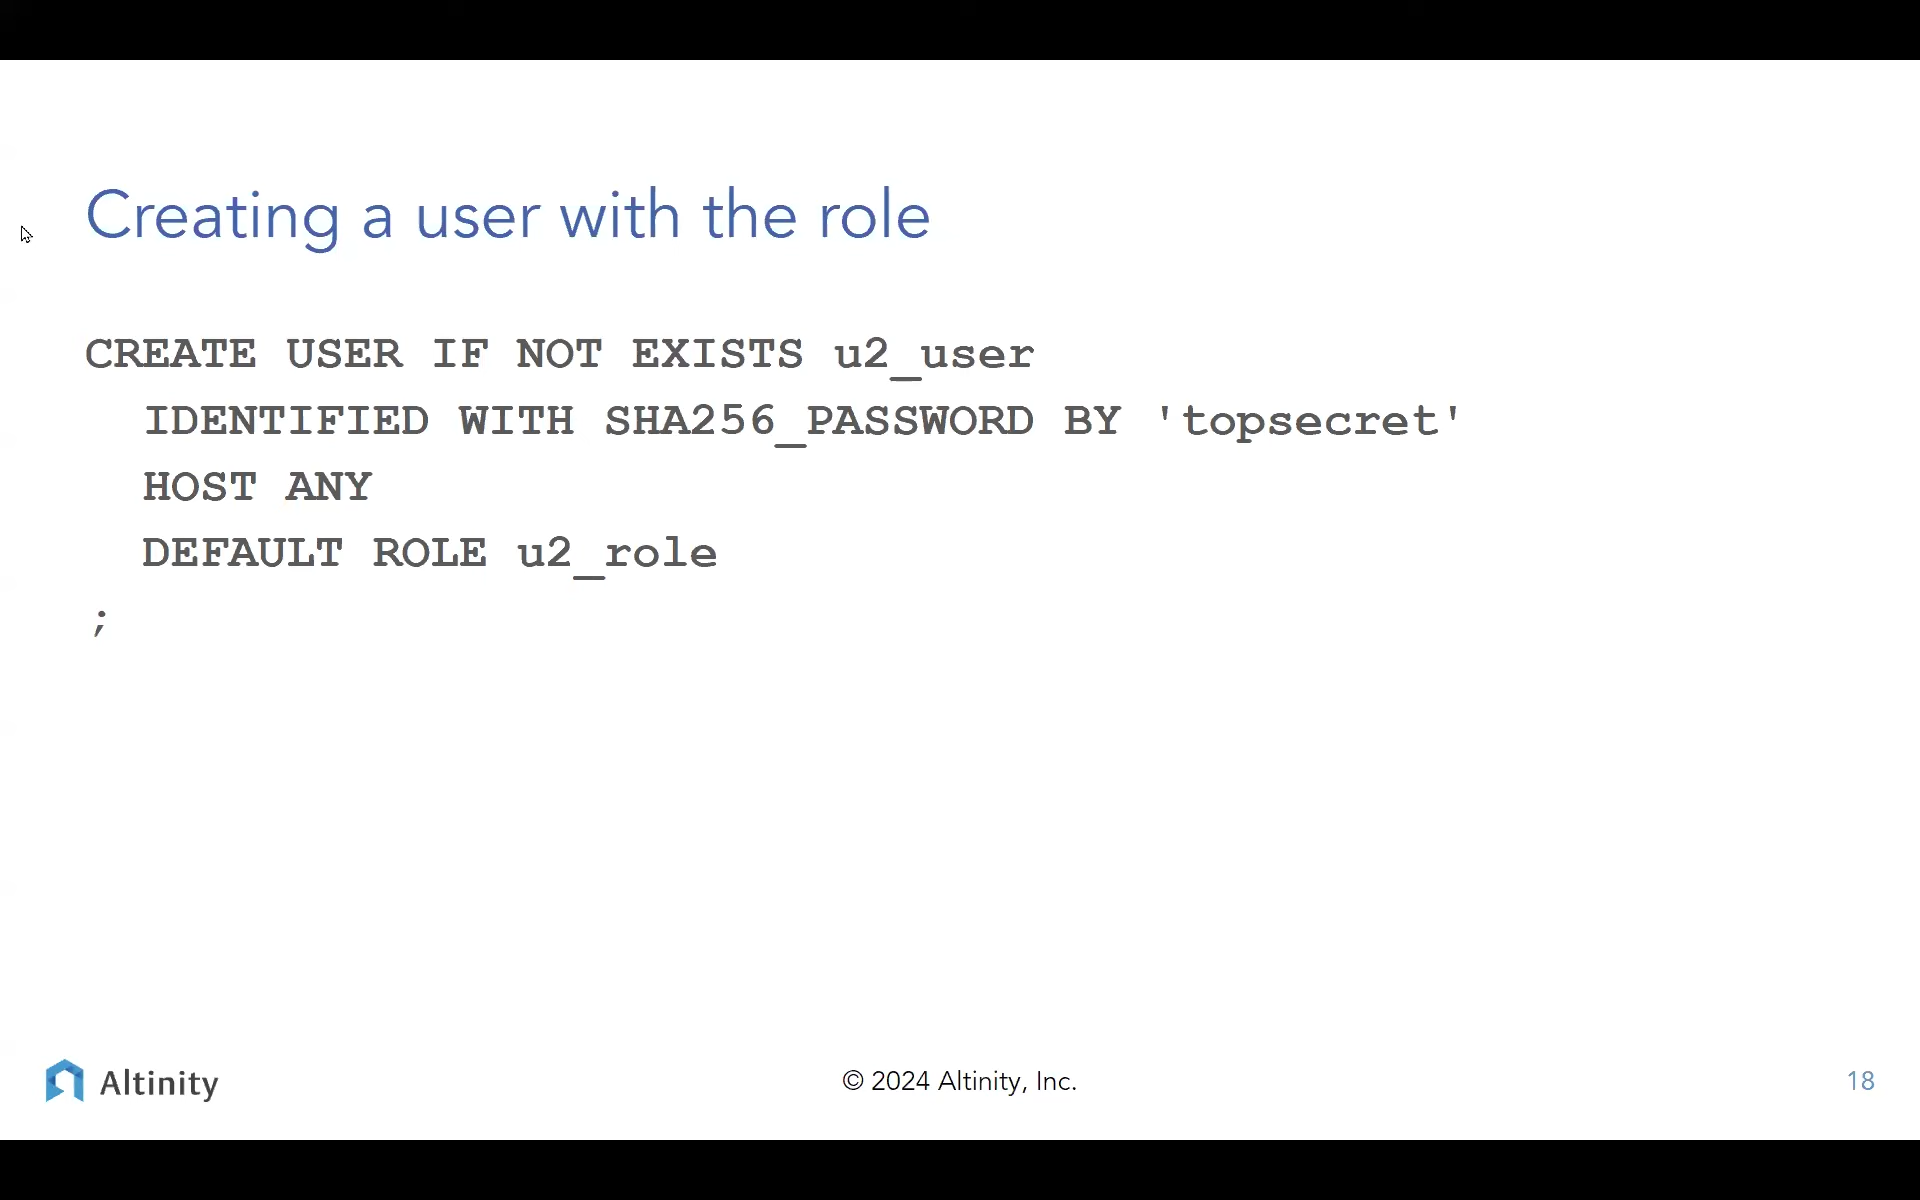 Creating a user with the role
CREATE USER IF NOT EXISTS u2_user
IDENTIFIED WITH SHA256_PASSWORD BY 'topsecret'
HOST ANY
DEFAULT ROLE u2_role
;
Altinity
© 2024 Altinity, Inc.
18